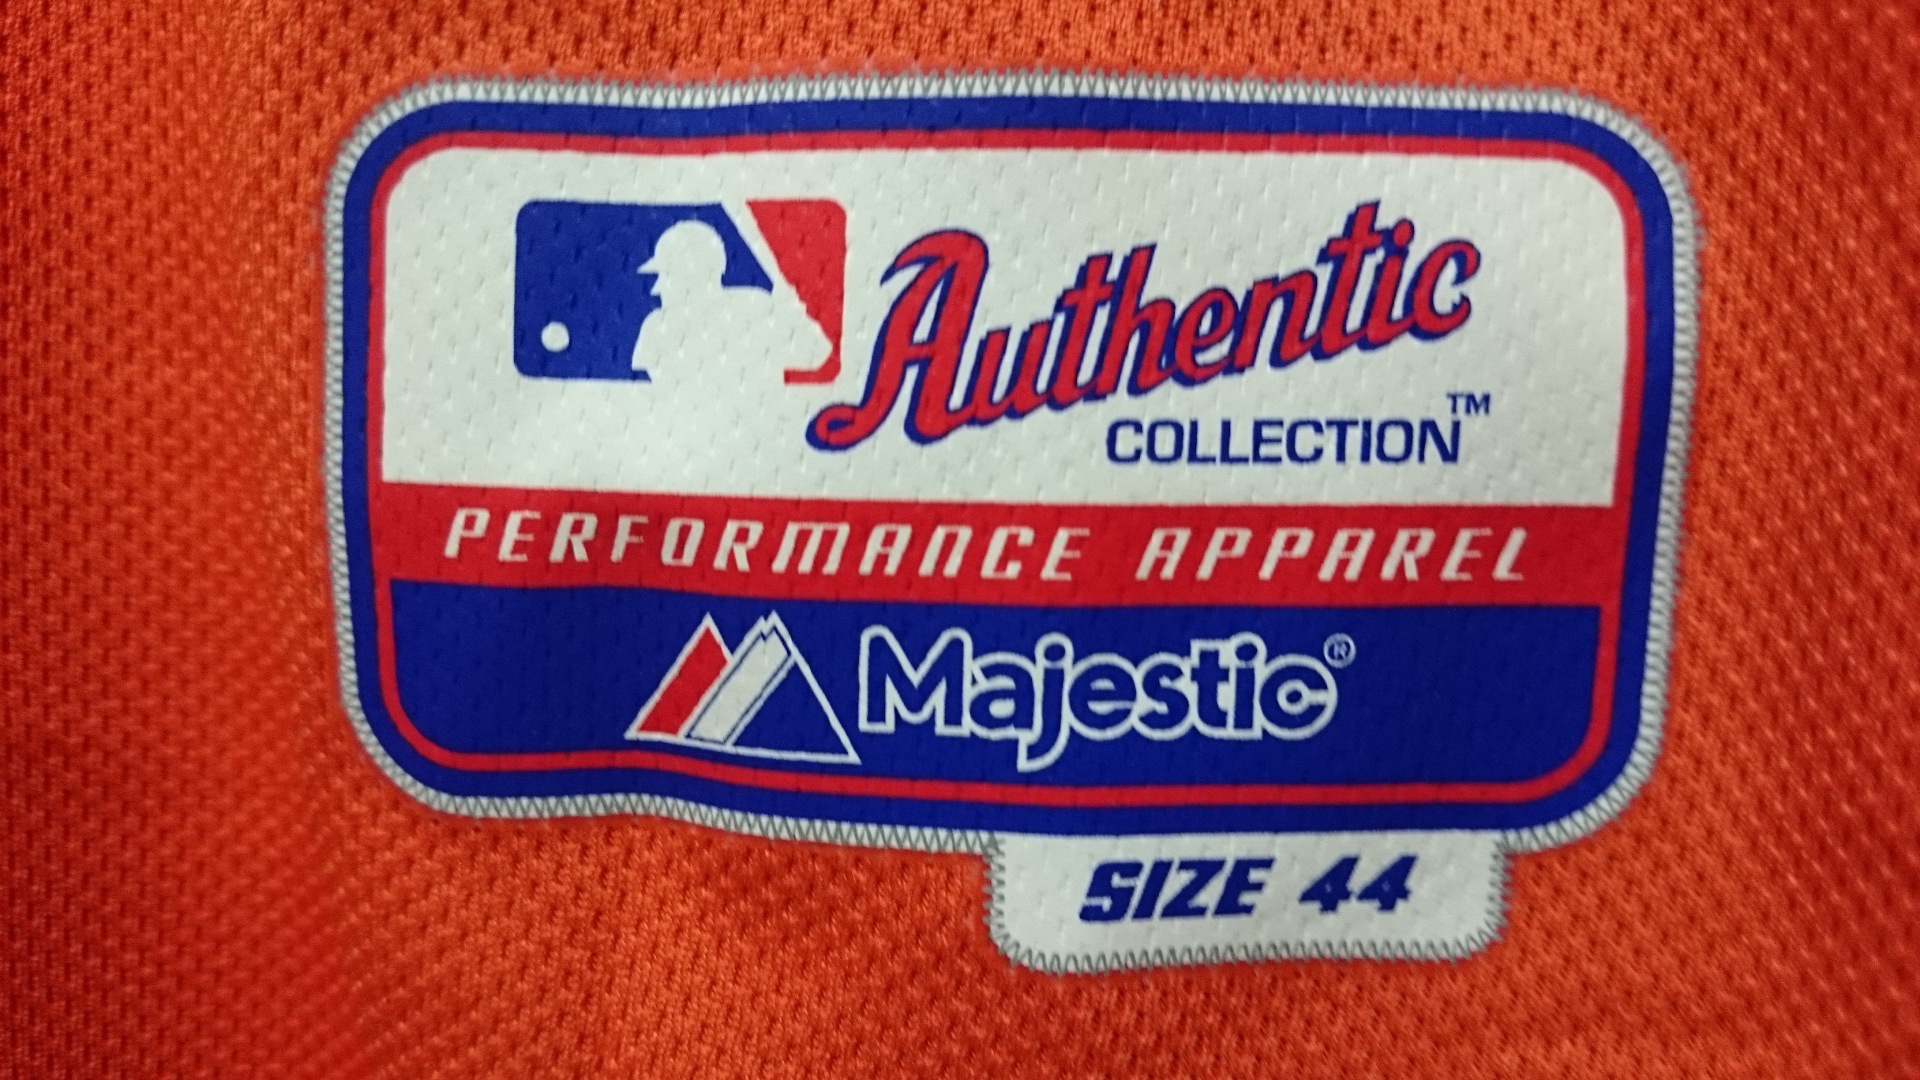 Authentic
COLLECTION™
PERFORMANCE APPAREL
Majestic®
SIZE 44